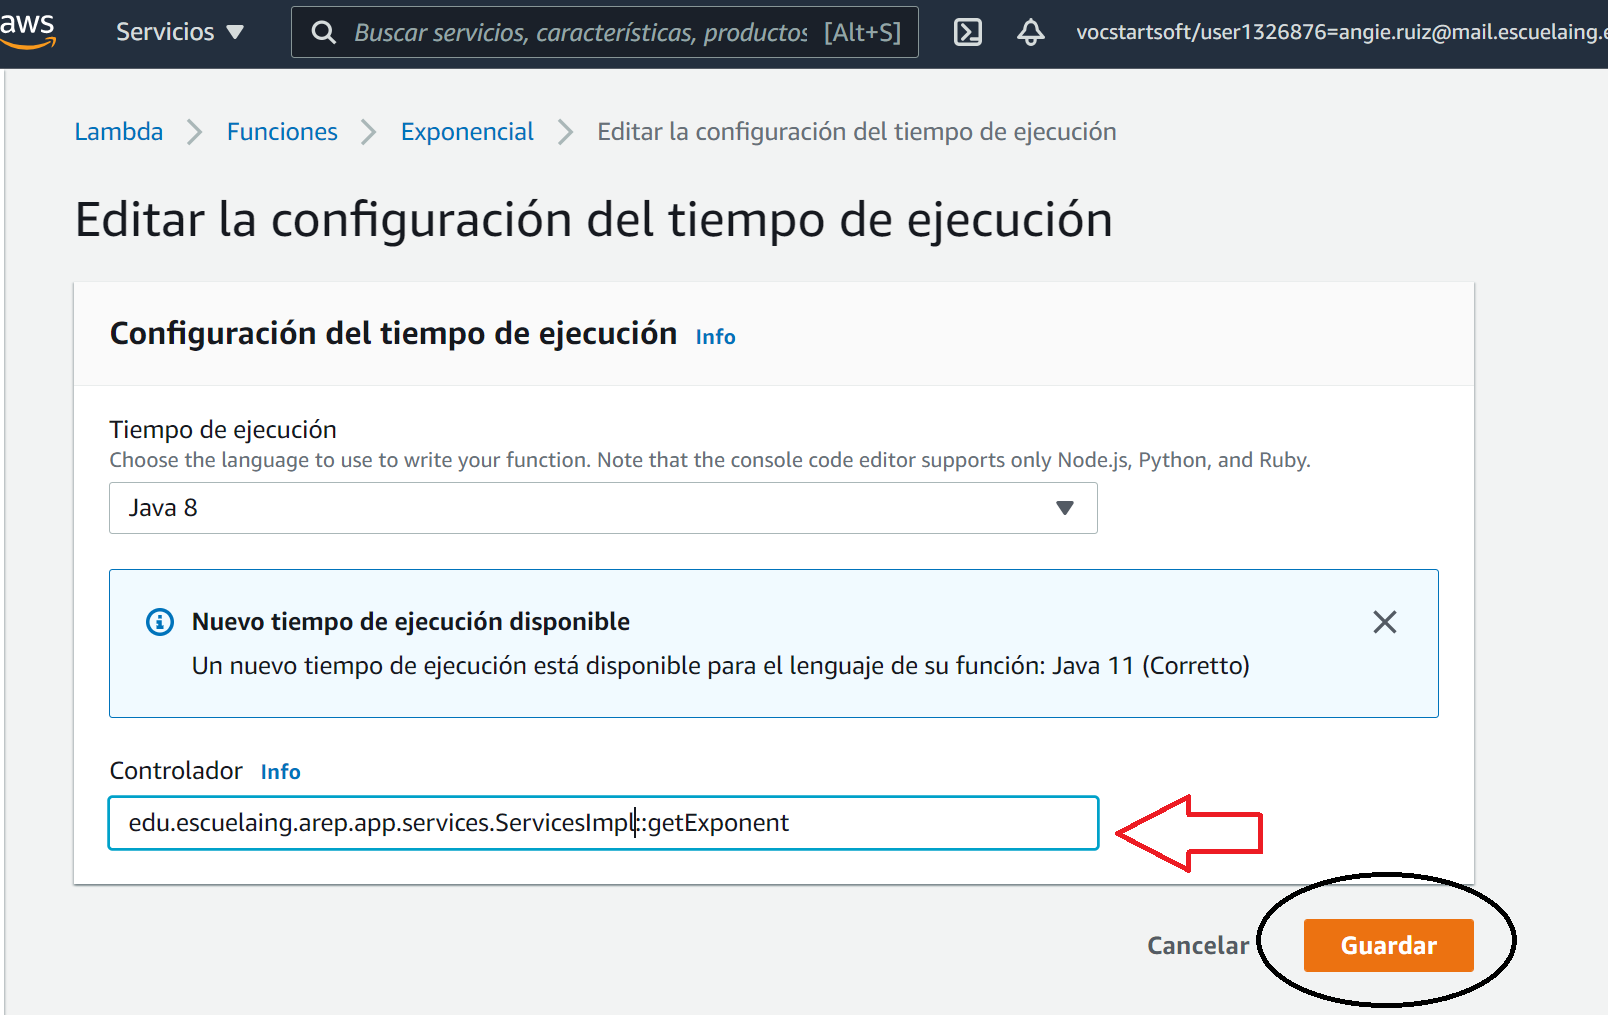 aws
Servicios
Buscar servicios, características, productos [Alt+S]
vocstartsoft/user1326876=angie.ruiz@mail.escuelaing.e
Lambda > Funciones > Exponencial > Editar la configuración del tiempo de ejecución
Editar la configuración del tiempo de ejecución
Configuración del tiempo de ejecución Info
Tiempo de ejecución
Choose the language to use to write your function. Note that the console code editor supports only Node.js, Python, and Ruby.
Java 8
Nuevo tiempo de ejecución disponible
Un nuevo tiempo de ejecución está disponible para el lenguaje de su función: Java 11 (Corretto)
Controlador Info
edu.escuelaing.arep.app.services.ServicesImpl::getExponent
Cancelar
Guardar